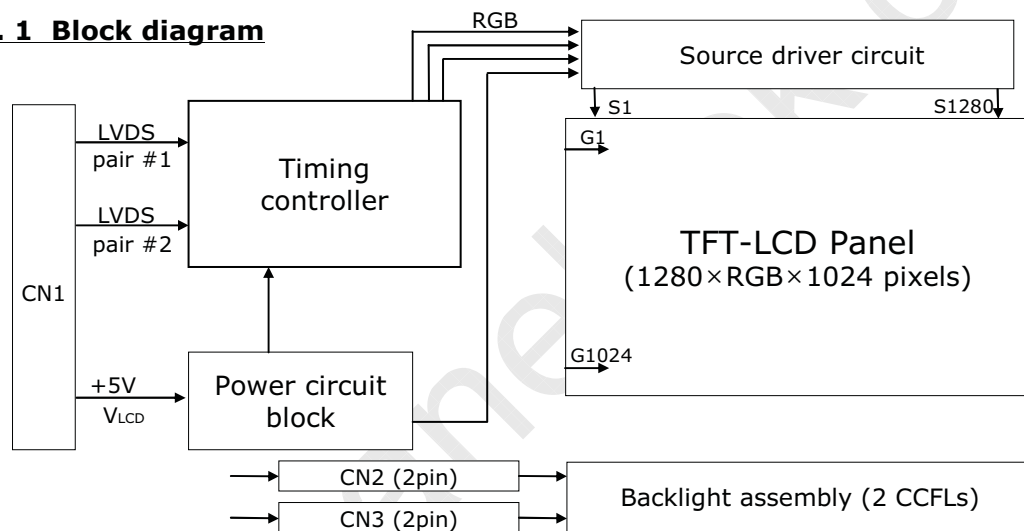 . 1 Block diagram
RGB
Source driver circuit
S1
S1280
CN1
LVDS
pair #1
LVDS
pair #2
Timing
controller
G1
TFT-LCD Panel
(1280×RGB×1024 pixels)
G1024
+5V
VLCD
Power circuit
block
CN2 (2pin)
CN3 (2pin)
Backlight assembly (2 CCFLs)